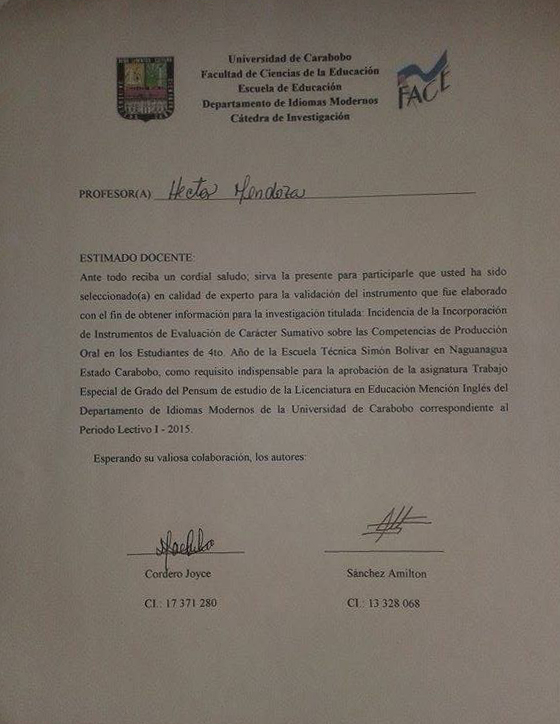 Universidad de Carabobo
Facultad de Ciencias de la Educación
Escuela de Educación
Departamento de Idiomas Modernos
Cátedra de Investigación
FACE
PROFESOR(A) Hector Mendoza
ESTIMADO DOCENTE:
Ante todo reciba un cordial saludo; sirva la presente para participarle que usted ha sido
seleccionado(a) en calidad de experto para la validación del instrumento que fue elaborado
con el fin de obtener información para la investigación titulada: Incidencia de la Incorporación
de Instrumentos de Evaluación de Carácter Sumativo sobre las Competencias de Producción
Oral en los Estudiantes de 4to. Año de la Escuela Técnica Simón Bolívar en Naguanagua
Estado Carabobo, como requisito indispensable para la aprobación de la asignatura Trabajo
Especial de Grado del Pensum de estudio de la Licenciatura en Educación Mención Inglés del
Departamento de Idiomas Modernos de la Universidad de Carabobo correspondiente al
Periodo Lectivo I - 2015.
Esperando su valiosa colaboración, los autores:
Cordero Joyce Sánchez Amilton
CI.: 17 371 280 CI.: 13 328 068